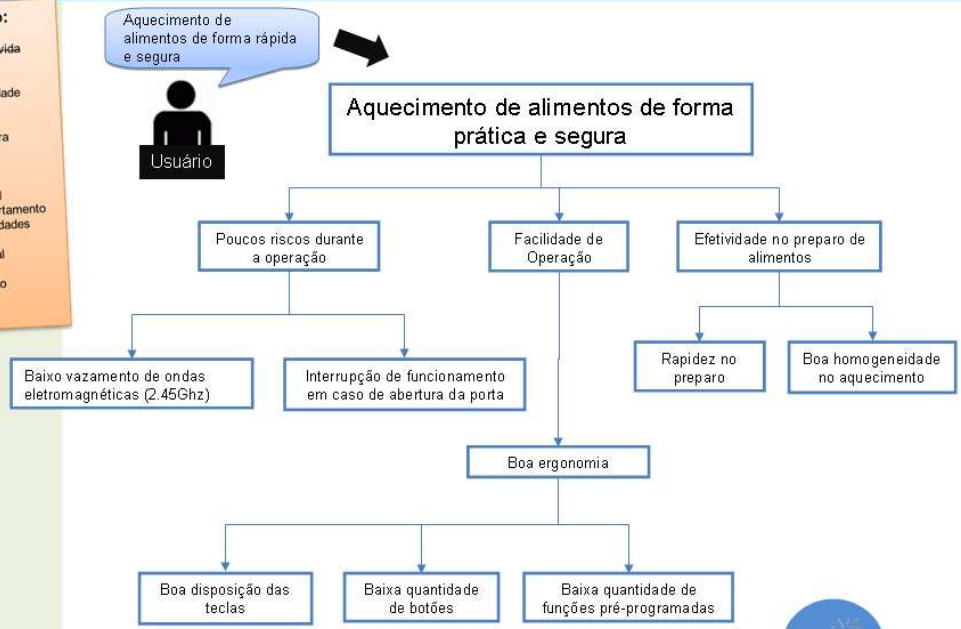 Aquecimento de
alimentos de forma rápida
e segura
Usuário
Aquecimento de alimentos de forma
prática e segura
Poucos riscos durante
a operação
Facilidade de
Operação
Efetividade no preparo de
alimentos
Baixo vazamento de ondas
eletromagnéticas (2.45Ghz)
Interrupção de funcionamento
em caso de abertura da porta
Rapidez no
preparo
Boa homogeneidade
no aquecimento
Boa ergonomia
Boa disposição das
teclas
Baixa quantidade
de botões
Baixa quantidade de
funções pré-programadas